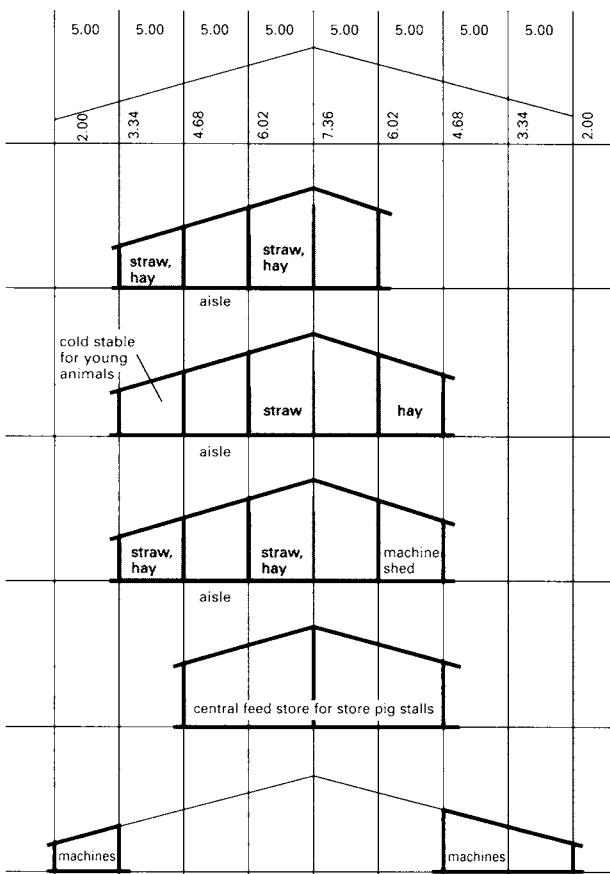 5.00 5.00 5.00 5.00 5.00 5.00 5.00 5.00
2.00 3.34 4.68 6.02 7.36 6.02 4.68 3.34 2.00
straw,
hay
straw,
hay
aisle
cold stable
for young
animals
straw
hay
aisle
straw,
hay
straw,
hay
machine
shed
aisle
central feed store for store pig stalls
machines
machines